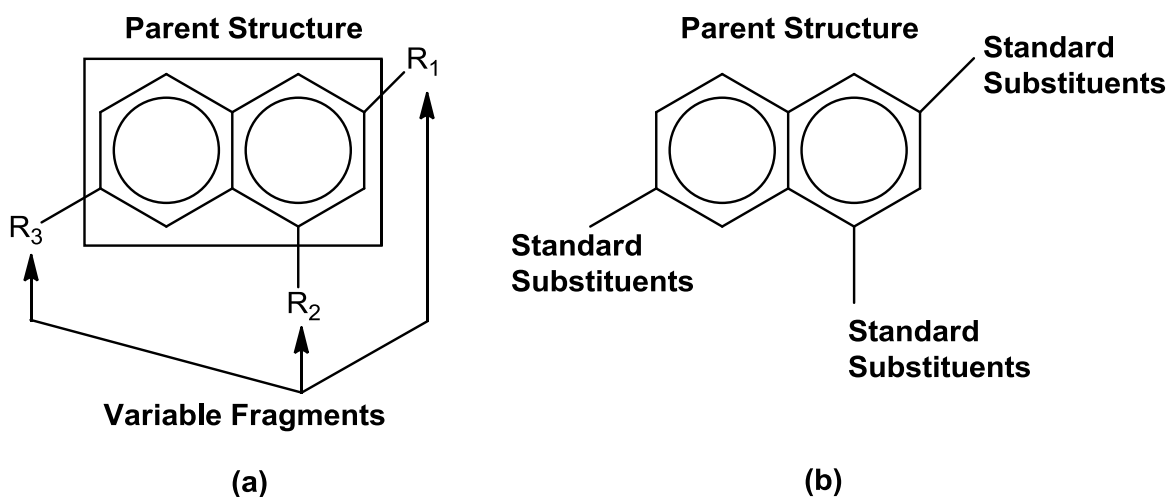 Parent Structure
R₁
R₃
R₂
Variable Fragments
(a)
Parent Structure
Standard
Substituents
Standard
Substituents
Standard
Substituents
(b)